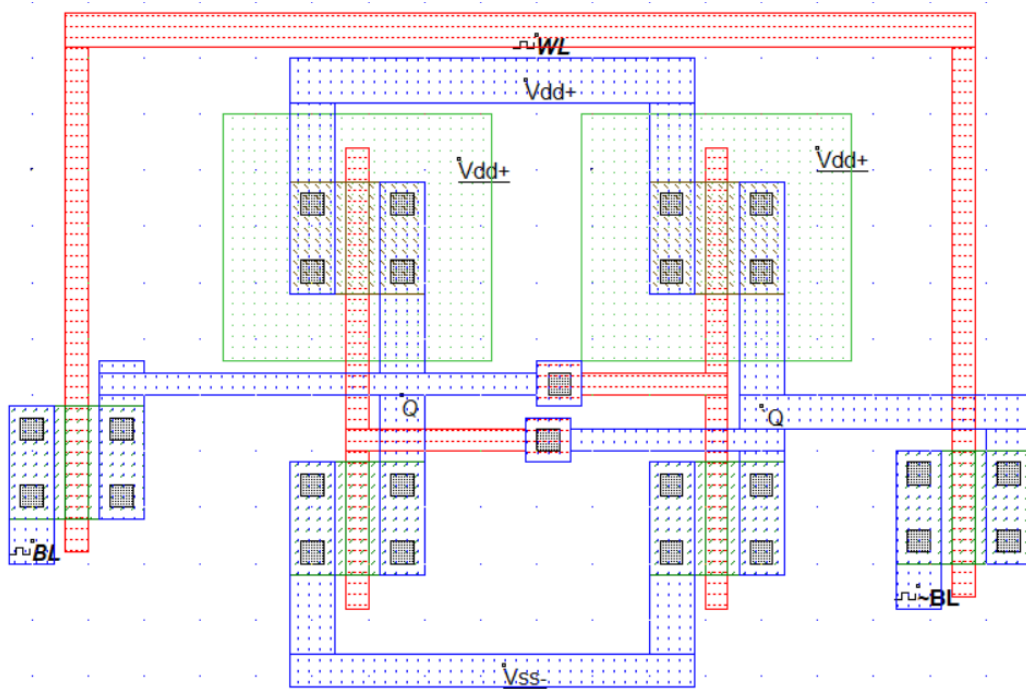 WL
Vdd+
Vdd+
Vdd+
Q
~Q
BL
~BL
Vss-